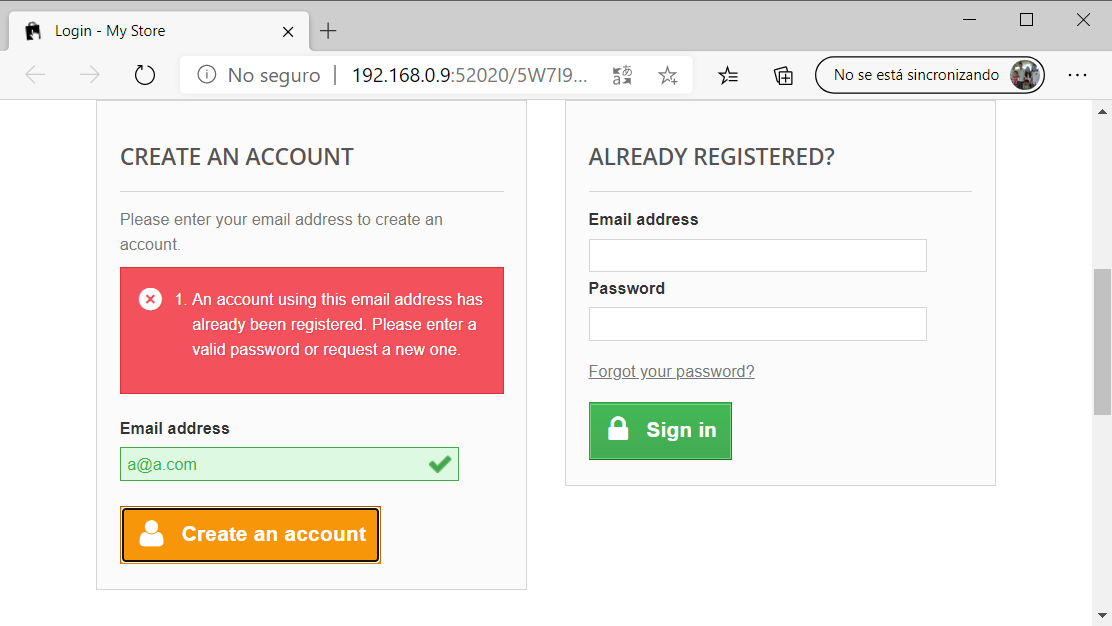 Login - My Store
No seguro | 192.168.0.9:52020/5W7I9...
No se está sincronizando
CREATE AN ACCOUNT
Please enter your email address to create an
account.
1. An account using this email address has
already been registered. Please enter a
valid password or request a new one.
Email address
a@a.com
Create an account
ALREADY REGISTERED?
Email address
Password
Forgot your password?
Sign in